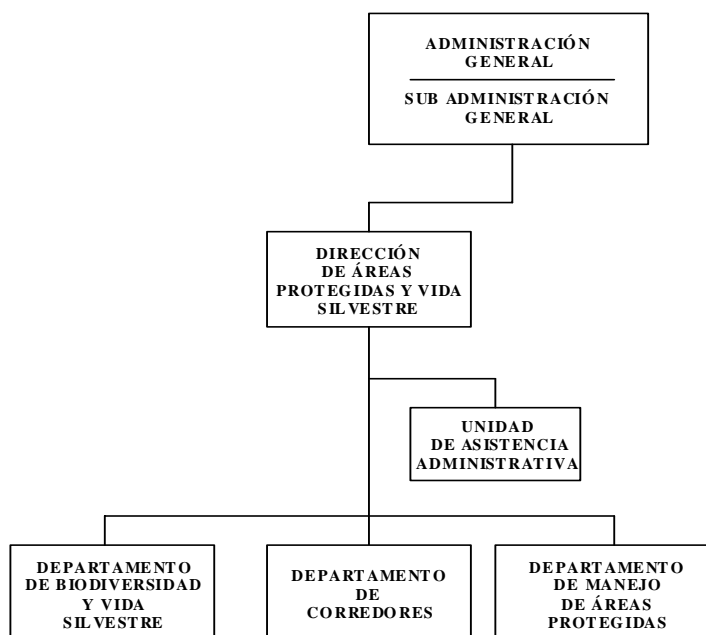 ADMINISTRACIÓN
GENERAL
SUB ADMINISTRACIÓN
GENERAL
DIRECCIÓN
DE ÁREAS
PROTEGIDAS Y VIDA
SILVESTRE
UNIDAD
DE ASISTENCIA
ADMINISTRATIVA
DEPARTAMENTO
DE BIODIVERSIDAD
Y VIDA
SILVESTRE
DEPARTAMENTO
DE
CORREDORES
DEPARTAMENTO
DE MANEJO
DE ÁREAS
PROTEGIDAS